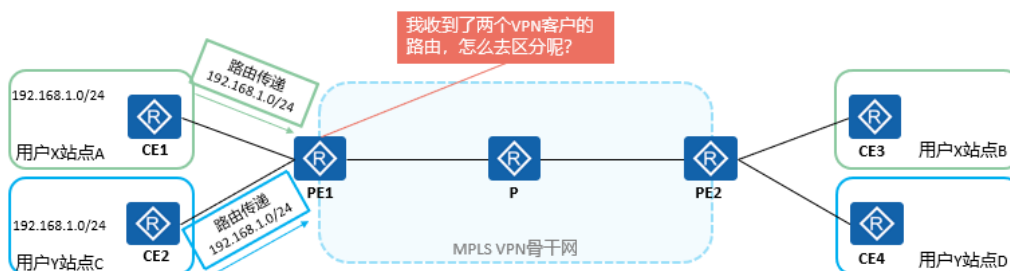 我收到了两个VPN客户的
路由，怎么去区分呢？
路由传递
192.168.1.0/24
192.168.1.0/24
R
CE1
用户X站点A
R
PE1
R
P
R
PE2
R
CE3
用户X站点B
路由传递
192.168.1.0/24
192.168.1.0/24
R
CE2
用户Y站点C
MPLS VPN骨干网
R
CE4
用户Y站点D